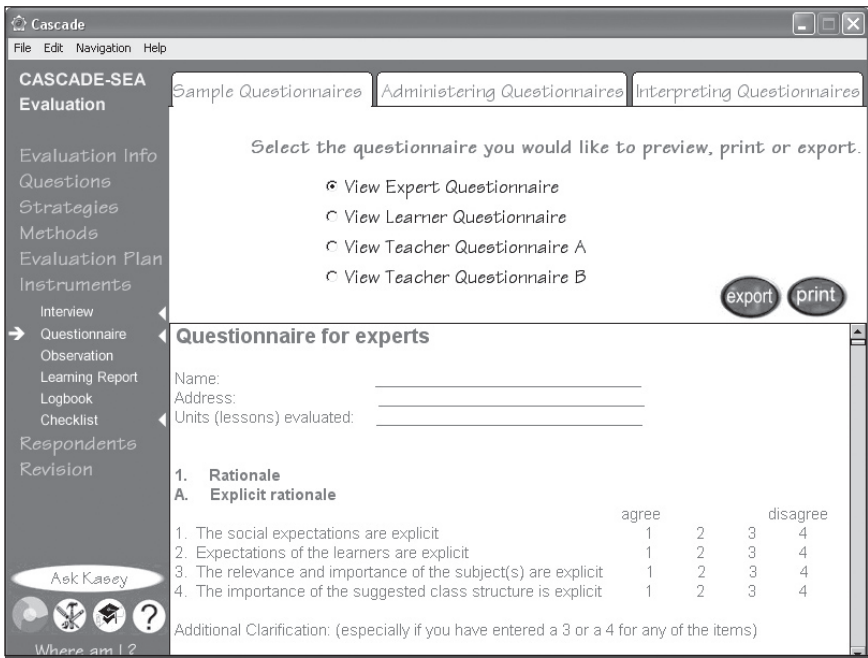 Cascade
File Edit Navigation Help
CASCADE-SEA
Evaluation
Evaluation Info
Questions
Strategies
Methods
Evaluation Plan
Instruments
Interview
Questionnaire
Observation
Learning Report
Logbook
Checklist
Respondents
Revision
Ask Kasey
?
Where am I ?
Sample Questionnaires Administering Questionnaires Interpreting Questionnaires
Select the questionnaire you would like to preview, print or export.
View Expert Questionnaire
View Learner Questionnaire
View Teacher Questionnaire A
View Teacher Questionnaire B
export print
Questionnaire for experts
Name:
Address:
Units (lessons) evaluated:
1. Rationale
A. Explicit rationale
agree disagree
1. The social expectations are explicit 1 2 3 4
2. Expectations of the learners are explicit 1 2 3 4
3. The relevance and importance of the subject(s) are explicit 1 2 3 4
4. The importance of the suggested class structure is explicit 1 2 3 4
Additional Clarification: (especially if you have entered a 3 or a 4 for any of the items)